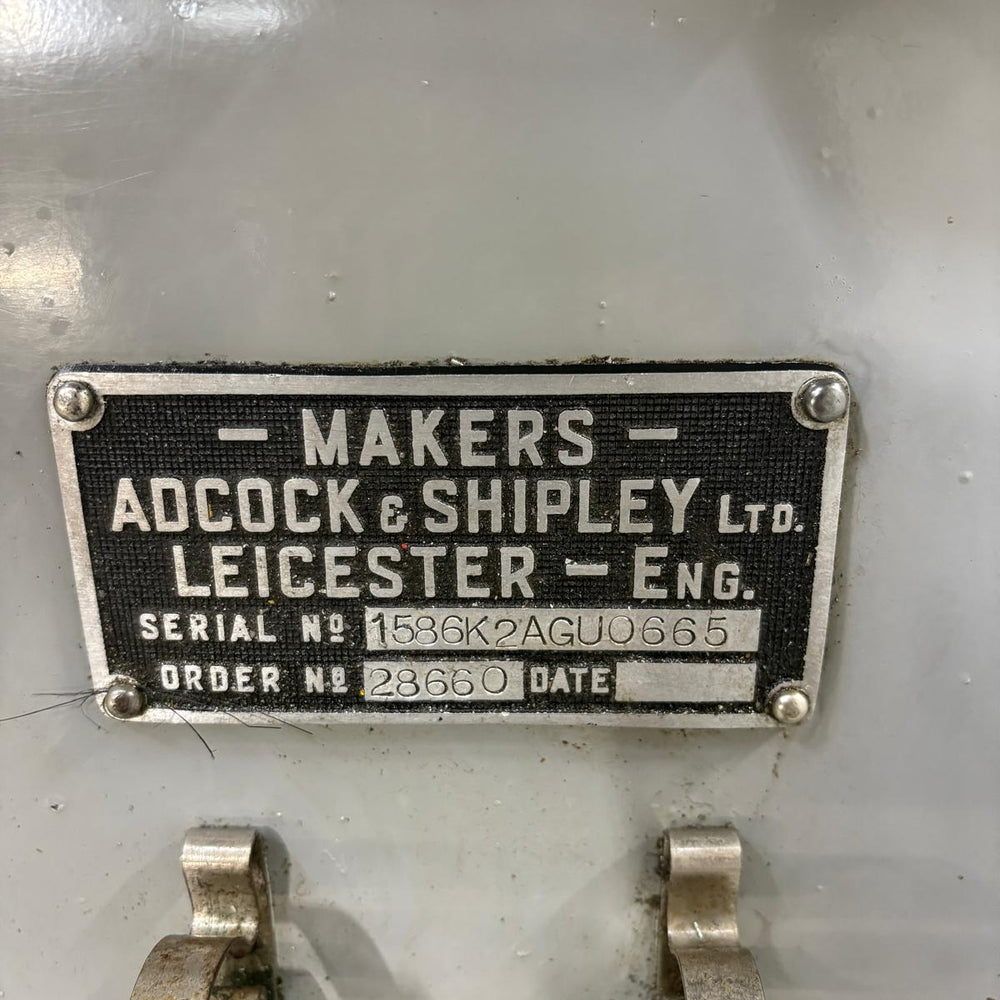 — MAKERS —
ADCOCK & SHIPLEY LTD.
LEICESTER — ENG.
SERIAL Nº 1586K2AGU0665
ORDER Nº 28660 DATE